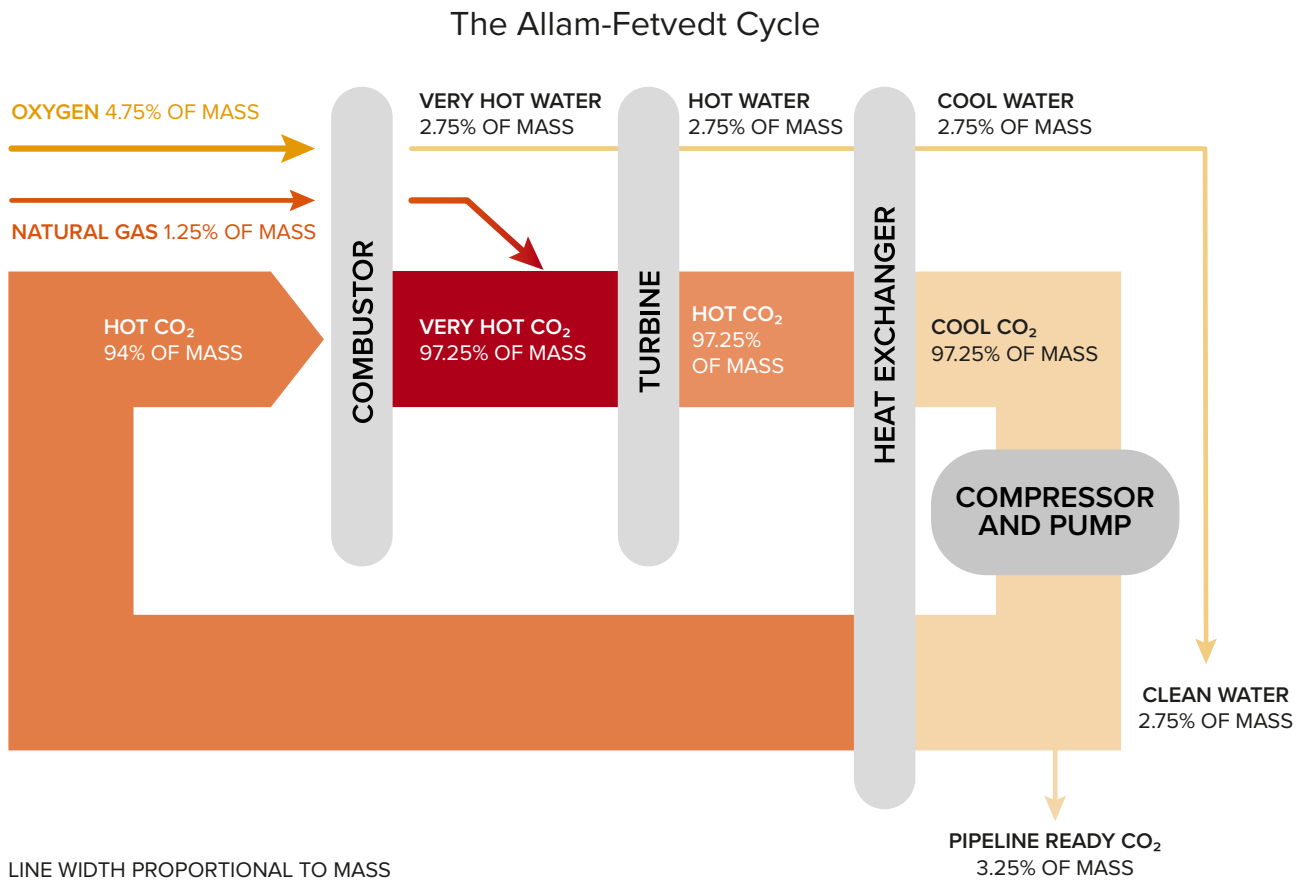 The Allam-Fetvedt Cycle
OXYGEN 4.75% OF MASS
NATURAL GAS 1.25% OF MASS
HOT CO₂
94% OF MASS
COMBUSTOR
VERY HOT WATER
2.75% OF MASS
VERY HOT CO₂
97.25% OF MASS
TURBINE
HOT WATER
2.75% OF MASS
HOT CO₂
97.25%
OF MASS
HEAT EXCHANGER
COOL WATER
2.75% OF MASS
COOL CO₂
97.25% OF MASS
COMPRESSOR
AND PUMP
CLEAN WATER
2.75% OF MASS
PIPELINE READY CO₂
3.25% OF MASS
LINE WIDTH PROPORTIONAL TO MASS